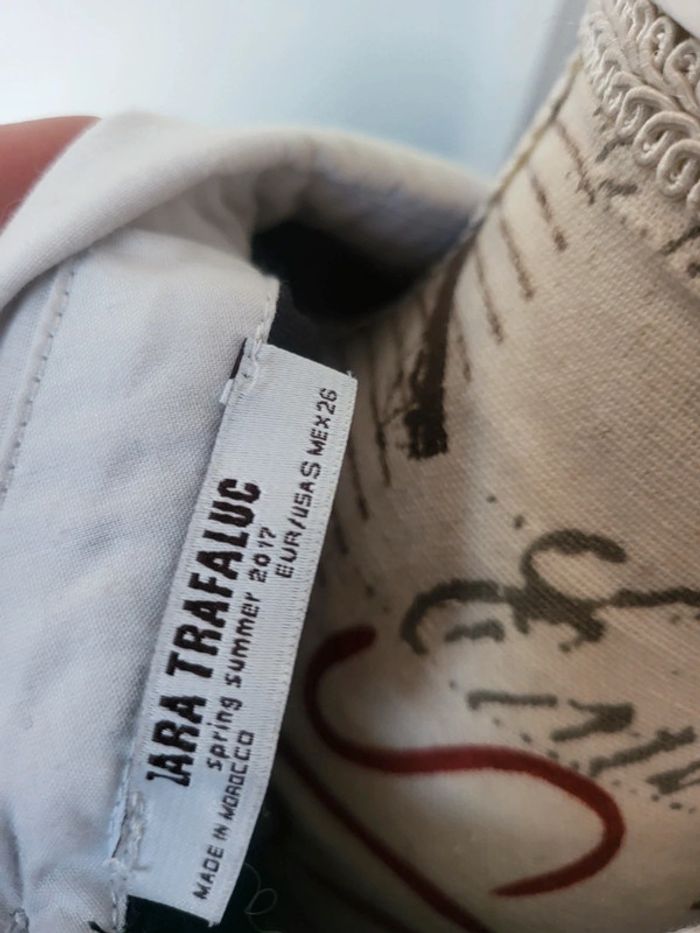 ZARA TRAFALUC
spring summer 2017
MADE IN MOROCCO
EUR/USA S MEX 26